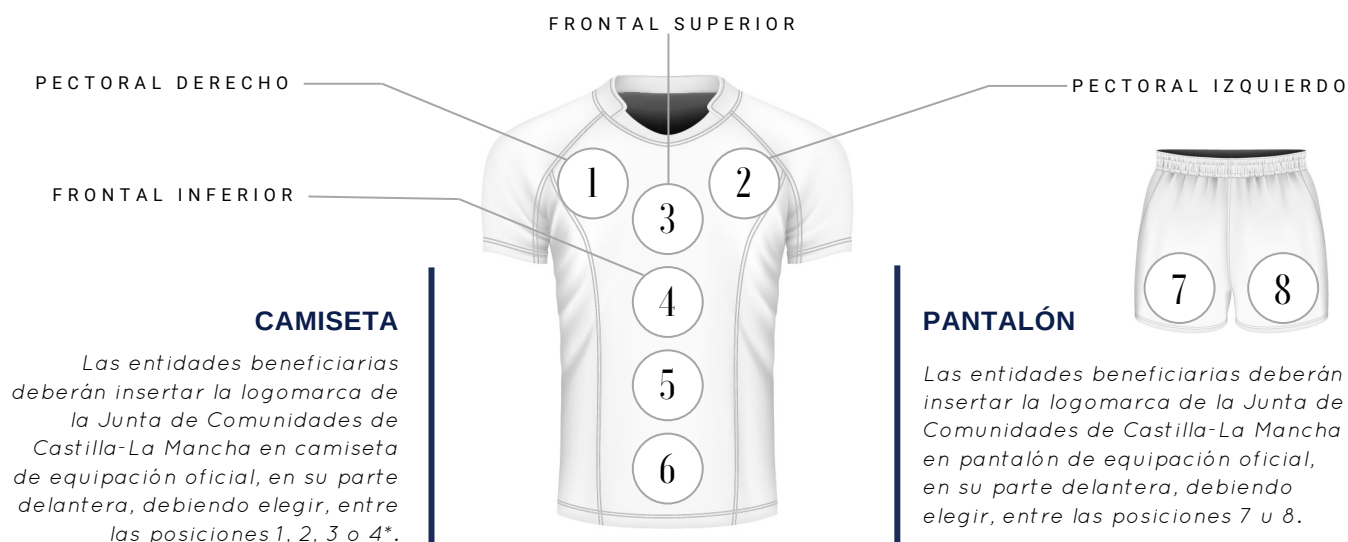 FRONTAL SUPERIOR
PECTORAL DERECHO
PECTORAL IZQUIERDO
FRONTAL INFERIOR
1
2
3
4
5
6
7
8
CAMISETA
Las entidades beneficiarias
deberán insertar la logomarca de
la Junta de Comunidades de
Castilla-La Mancha en camiseta
de equipación oficial, en su parte
delantera, debiendo elegir, entre
las posiciones 1, 2, 3 o 4*.
PANTALÓN
Las entidades beneficiarias deberán
insertar la logomarca de la Junta de
Comunidades de Castilla-La Mancha
en pantalón de equipación oficial,
en su parte delantera, debiendo
elegir, entre las posiciones 7 u 8.